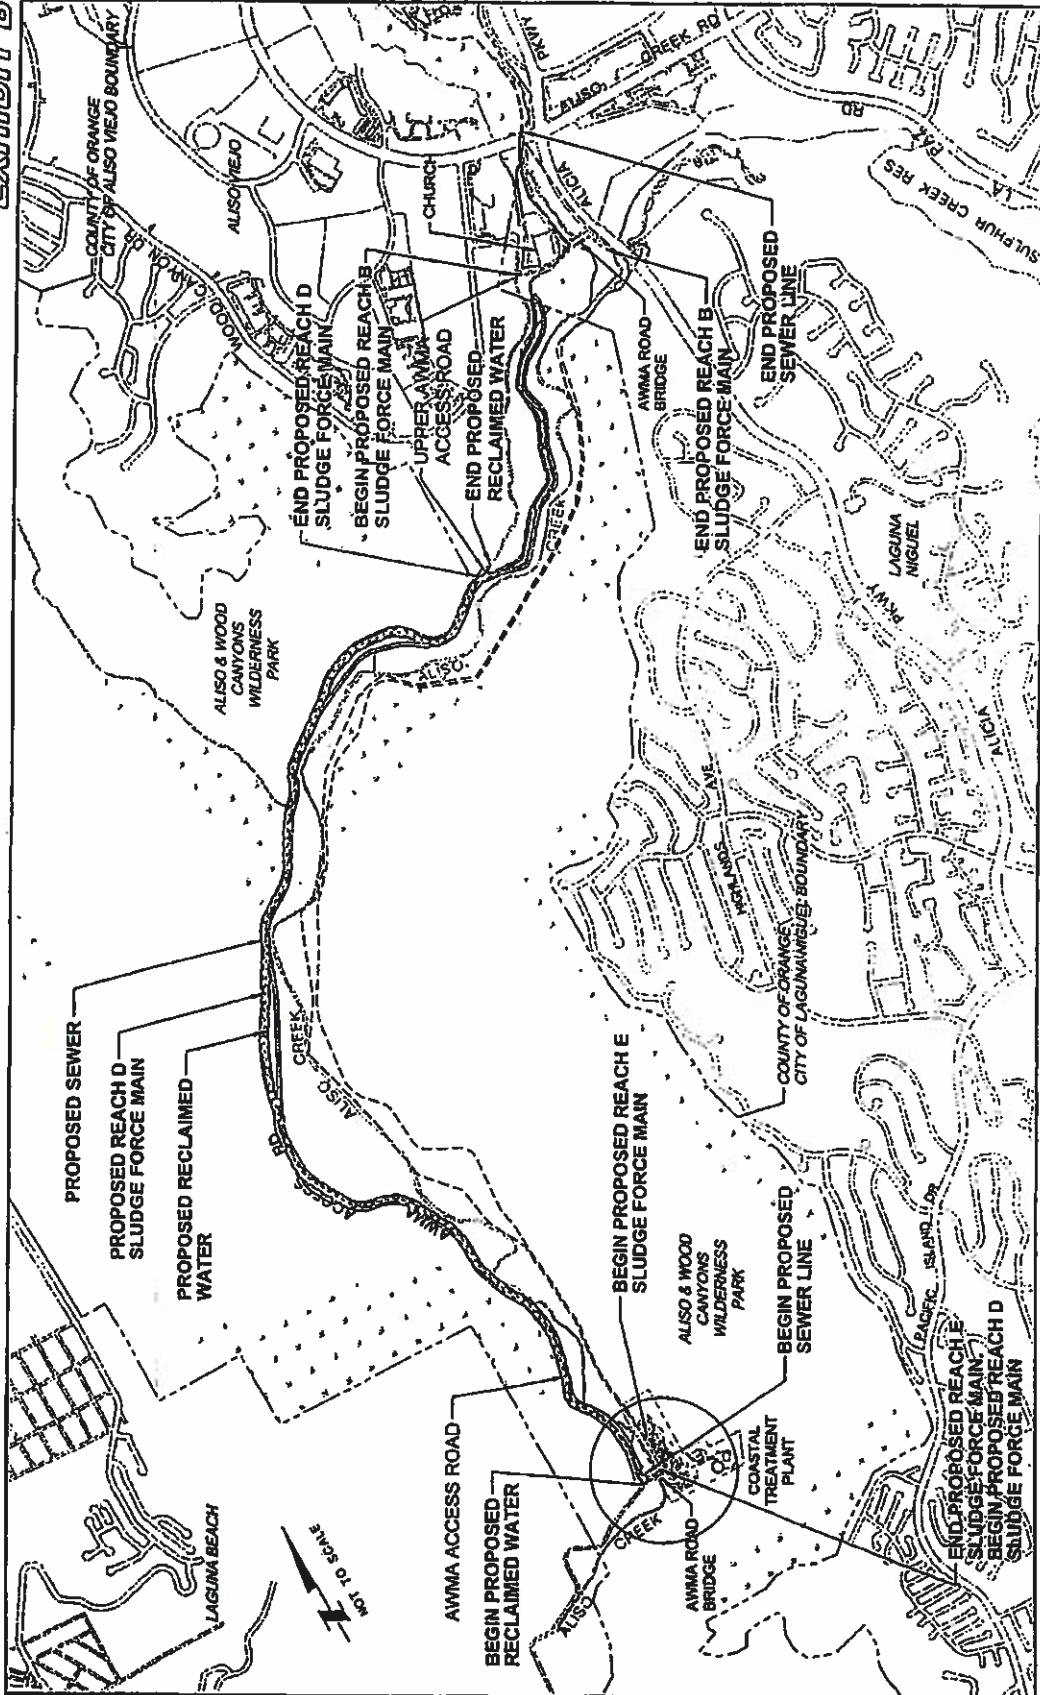 EXHIBIT B
COUNTY OF ORANGE
CITY OF ALISO VIEJO BOUNDARY
WOOD CANYON DR
ALISO VIEJO
CHURCH
PKWY
ALISO CREEK RD
ALICIA
LA PAZ RD
SULPHUR CREEK RES
END PROPOSED REACH D
SLUDGE FORCE MAIN
BEGIN PROPOSED REACH B
SLUDGE FORCE MAIN
UPPER AWMA
ACCESS ROAD
END PROPOSED
RECLAIMED WATER
AWMA ROAD
BRIDGE
END PROPOSED REACH B
SLUDGE FORCE MAIN
END PROPOSED
SEWER LINE
ALISO & WOOD
CANYONS
WILDERNESS
PARK
CREEK
LAGUNA
NIGUEL
ALICIA
PKWY
HIGHLANDS AVE
COUNTY OF ORANGE
CITY OF LAGUNA NIGUEL BOUNDARY
PROPOSED SEWER
PROPOSED REACH D
SLUDGE FORCE MAIN
PROPOSED RECLAIMED
WATER
ALISO CREEK
AWMA ACCESS RD
BEGIN PROPOSED REACH E
SLUDGE FORCE MAIN
ALISO & WOOD
CANYONS
WILDERNESS
PARK
BEGIN PROPOSED
SEWER LINE
PACIFIC ISLAND DR
LAGUNA BEACH
NOT TO SCALE
AWMA ACCESS ROAD
BEGIN PROPOSED
RECLAIMED WATER
ALISO CREEK
AWMA ROAD
BRIDGE
COASTAL
TREATMENT
PLANT
END PROPOSED REACH E
SLUDGE FORCE MAIN
BEGIN PROPOSED REACH D
SLUDGE FORCE MAIN